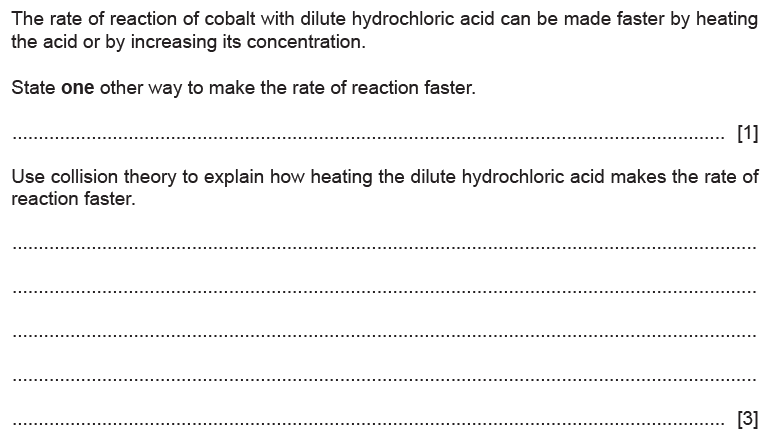 The rate of reaction of cobalt with dilute hydrochloric acid can be made faster by heating
the acid or by increasing its concentration.
State one other way to make the rate of reaction faster.
.............................................................................................................................. [1]
Use collision theory to explain how heating the dilute hydrochloric acid makes the rate of
reaction faster.
....................................................................................................................................
....................................................................................................................................
....................................................................................................................................
....................................................................................................................................
.............................................................................................................................. [3]